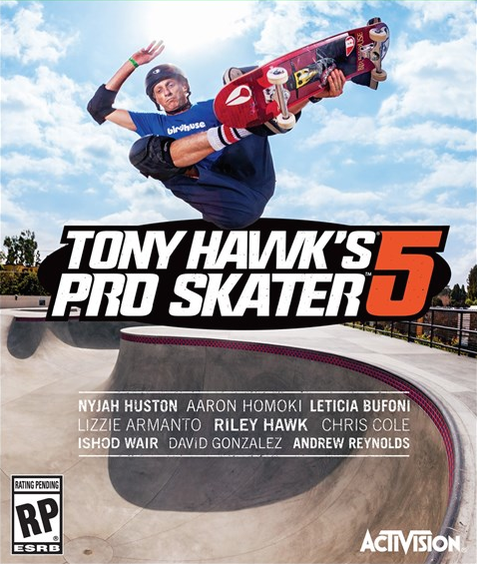 birdhouse
TONY HAWK'S
PRO SKATER™ 5
NYJAH HUSTON AARON HOMOKI LETICIA BUFONI
LIZZIE ARMANTO RILEY HAWK CHRIS COLE
ISHOD WAIR DAVID GONZALEZ ANDREW REYNOLDS
RATING PENDING
RP
ESRB
ACTIVISION